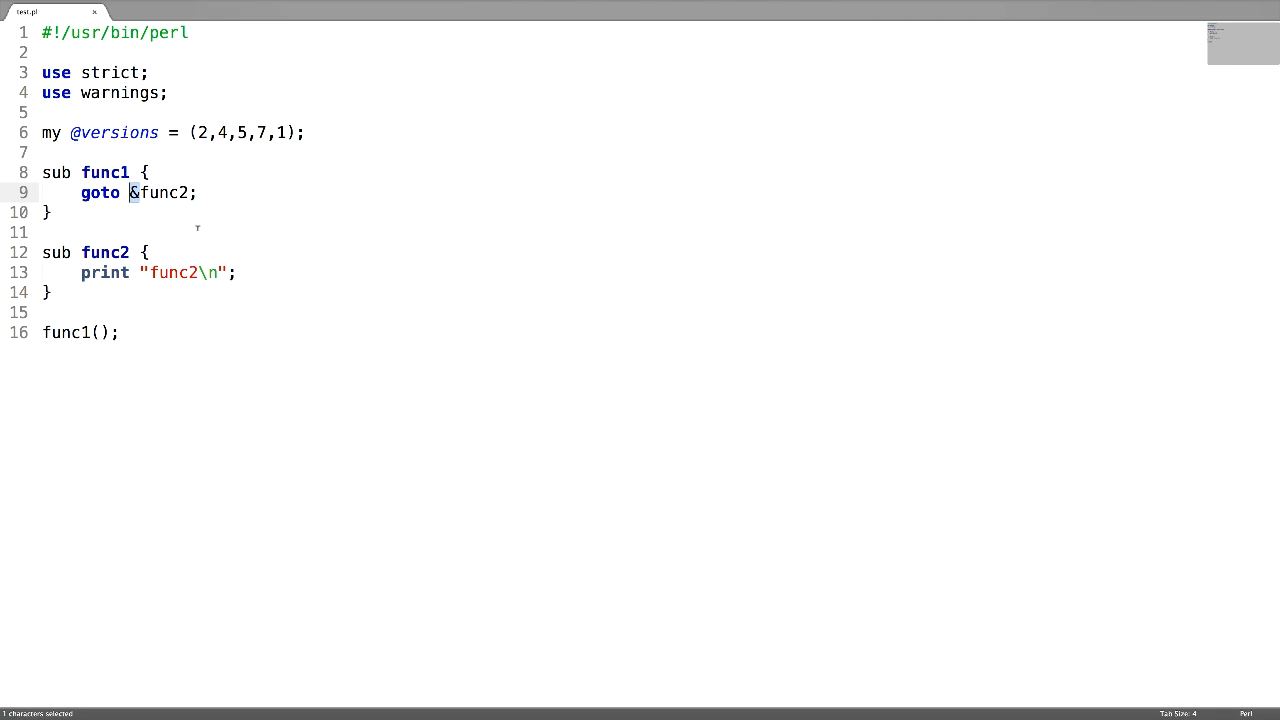 test.pl ×
1 #!/usr/bin/perl
2
3 use strict;
4 use warnings;
5
6 my @versions = (2,4,5,7,1);
7
8 sub func1 {
9     goto &func2;
10 }
11
12 sub func2 {
13     print "func2\n";
14 }
15
16 func1();
1 characters selected Tab Size: 4 Perl